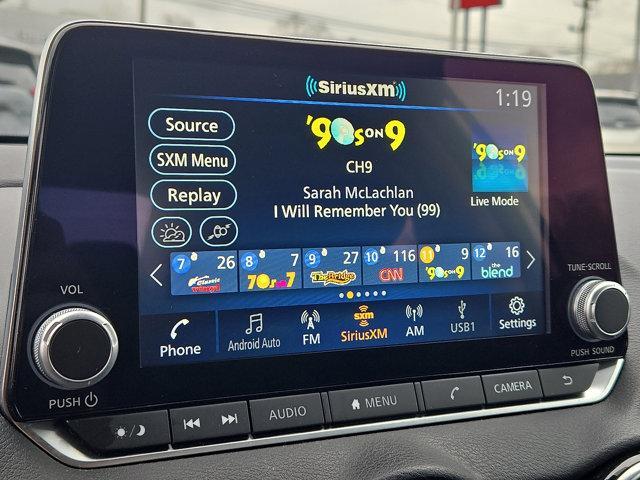 SiriusXM
1:19
Source
'90s ON 9
SXM Menu
CH9
'90s ON 9
Replay
Sarah McLachlan
I Will Remember You (99)
Live Mode
7 26 8 7 9 27 10 116 11 9 12 16
70s on 7 The Bridge CNN '90s ON 9 the blend
VOL
TUNE·SCROLL
Phone Android Auto FM sxm SiriusXM AM USB1 Settings
PUSH
PUSH SOUND
AUDIO MENU CAMERA